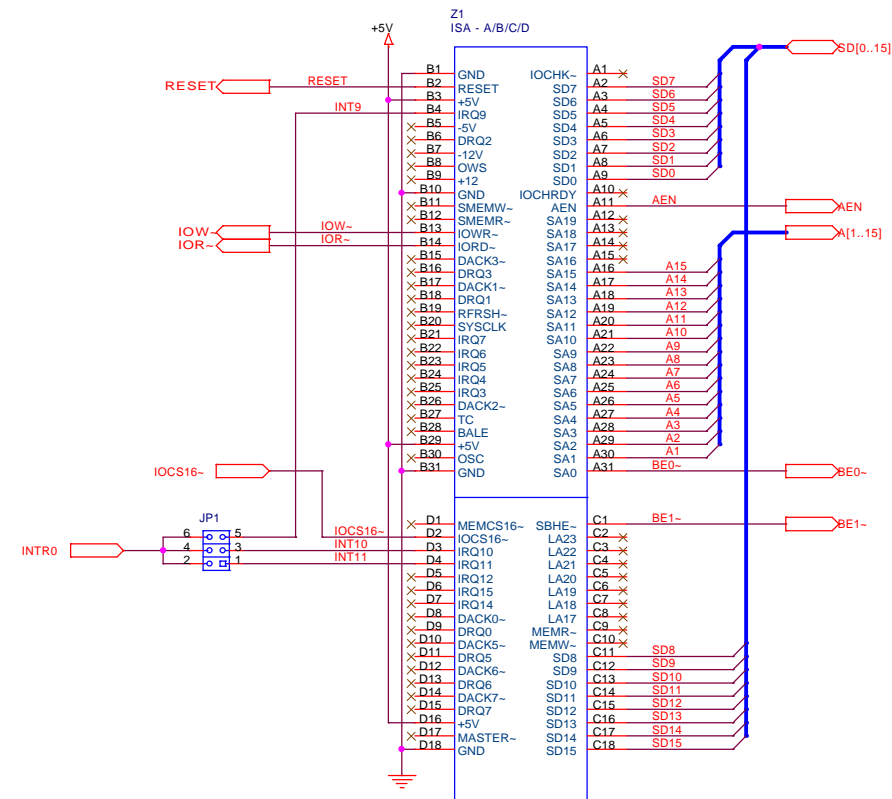 Z1
ISA - A/B/C/D
+5V
SD[0..15]
B1 GND IOCHK~ A1
RESET RESET B2 RESET SD7 A2 SD7
B3 +5V SD6 A3 SD6
INT9 B4 IRQ9 SD5 A4 SD5
B5 -5V SD4 A5 SD4
B6 DRQ2 SD3 A6 SD3
B7 -12V SD2 A7 SD2
B8 OWS SD1 A8 SD1
B9 +12 SD0 A9 SD0
B10 GND IOCHRDY A10
B11 SMEMW~ AEN A11 AEN AEN
B12 SMEMR~ SA19 A12
IOW~ IOW~ B13 IOWR~ SA18 A13 A[1..15]
IOR~ IOR~ B14 IORD~ SA17 A14
B15 DACK3~ SA16 A15
B16 DRQ3 SA15 A16 A15
B17 DACK1~ SA14 A17 A14
B18 DRQ1 SA13 A18 A13
B19 RFRSH~ SA12 A19 A12
B20 SYSCLK SA11 A20 A11
B21 IRQ7 SA10 A21 A10
B22 IRQ6 SA9 A22 A9
B23 IRQ5 SA8 A23 A8
B24 IRQ4 SA7 A24 A7
B25 IRQ3 SA6 A25 A6
B26 DACK2~ SA5 A26 A5
B27 TC SA4 A27 A4
B28 BALE SA3 A28 A3
B29 +5V SA2 A29 A2
B30 OSC SA1 A30 A1
IOCS16~ B31 GND SA0 A31 BE0~ BE0~
JP1
D1 MEMCS16~ SBHE~ C1 BE1~ BE1~
6 5 IOCS16~ D2 IOCS16~ LA23 C2
INTR0 4 3 INT10 D3 IRQ10 LA22 C3
2 1 INT11 D4 IRQ11 LA21 C4
D5 IRQ12 LA20 C5
D6 IRQ15 LA19 C6
D7 IRQ14 LA18 C7
D8 DACK0~ LA17 C8
D9 DRQ0 MEMR~ C9
D10 DACK5~ MEMW~ C10
D11 DRQ5 SD8 C11 SD8
D12 DACK6~ SD9 C12 SD9
D13 DRQ6 SD10 C13 SD10
D14 DACK7~ SD11 C14 SD11
D15 DRQ7 SD12 C15 SD12
D16 +5V SD13 C16 SD13
D17 MASTER~ SD14 C17 SD14
D18 GND SD15 C18 SD15